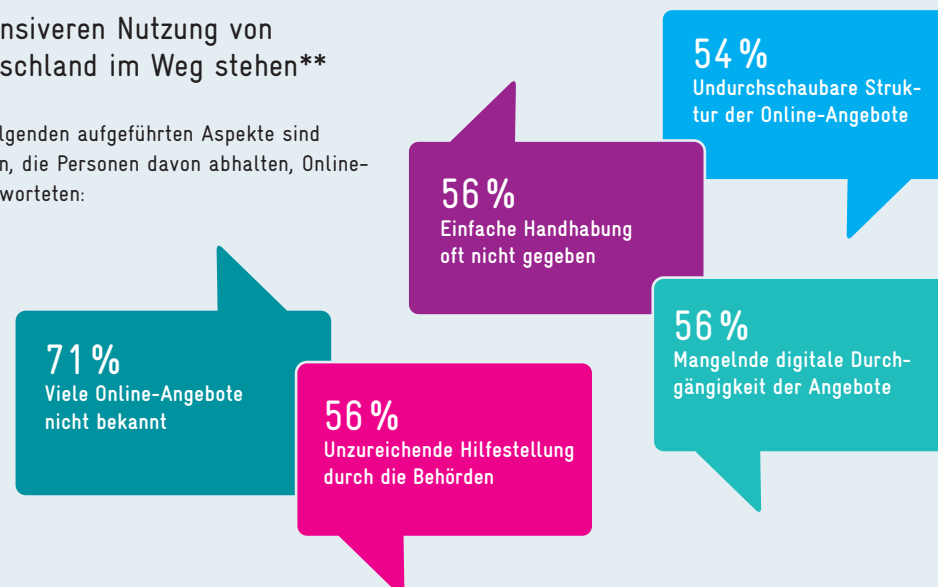 nsiveren Nutzung von
schland im Weg stehen**
lgenden aufgeführten Aspekte sind
n, die Personen davon abhalten, Online-
worteten:
54 %
Undurchschaubare Struk-
tur der Online-Angebote
56 %
Einfache Handhabung
oft nicht gegeben
56 %
Mangelnde digitale Durch-
gängigkeit der Angebote
71 %
Viele Online-Angebote
nicht bekannt
56 %
Unzureichende Hilfestellung
durch die Behörden